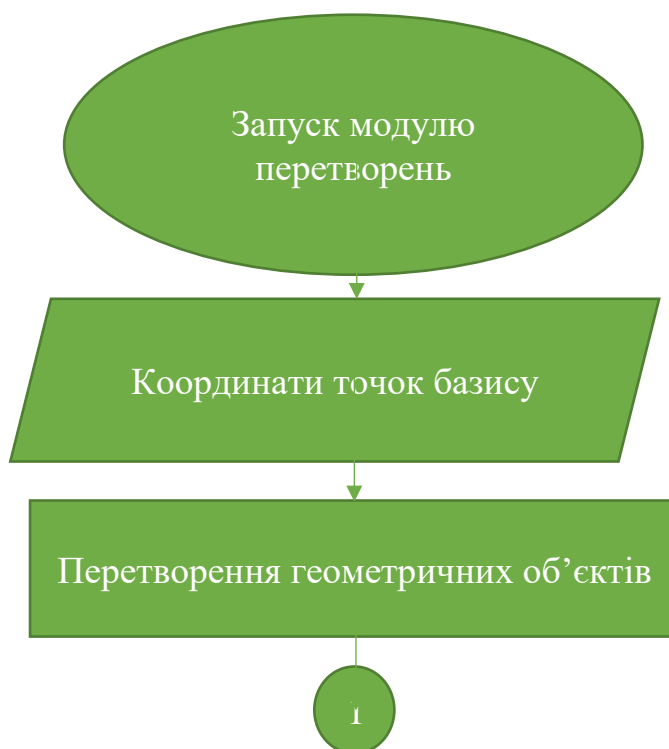 Запуск модулю
перетворень
Координати точок базису
Перетворення геометричних об’єктів
1